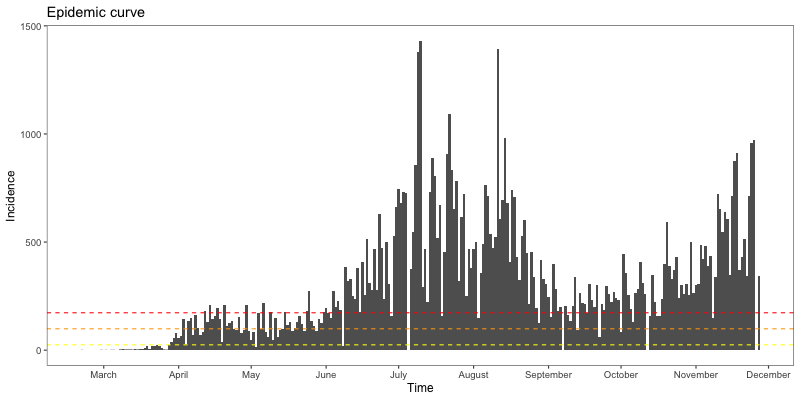 Epidemic curve
1500
1000
500
0
Incidence
March April May June July August September October November December
Time